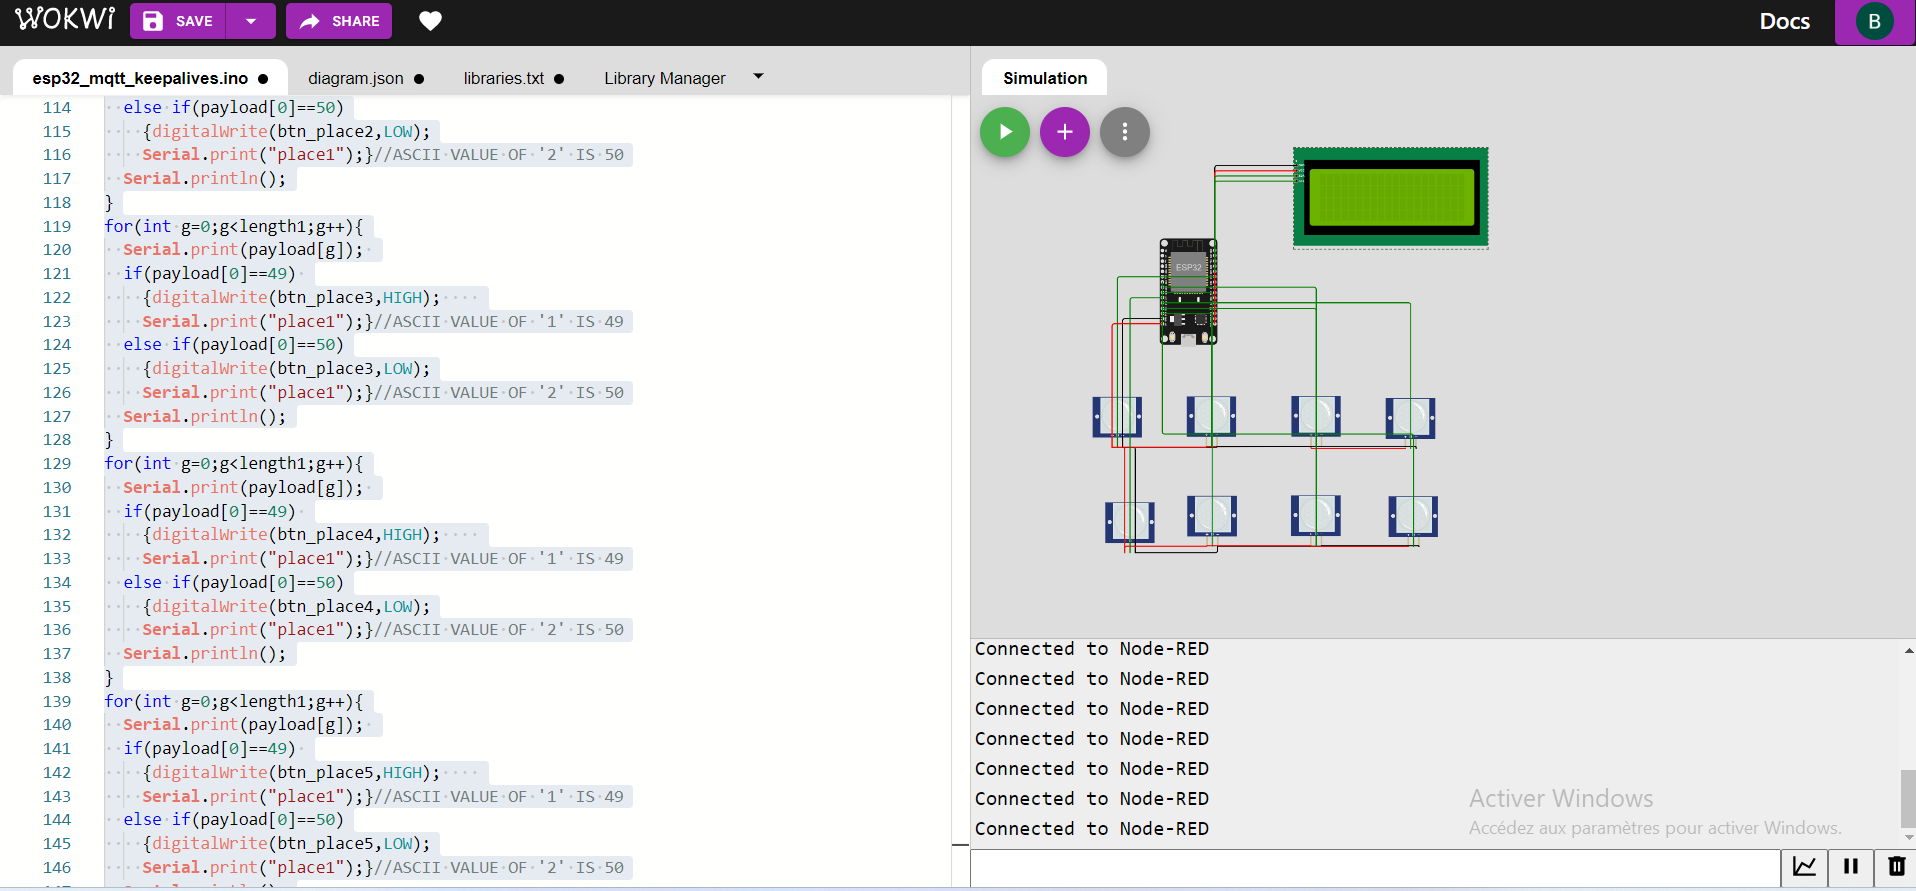 WOKWI
SAVE
SHARE
Docs
B
esp32_mqtt_keepalives.ino ●
diagram.json ●
libraries.txt ●
Library Manager
Simulation
114 else if(payload[0]==50)
115 {digitalWrite(btn_place2,LOW);
116 Serial.print("place1");}//ASCII VALUE OF '2' IS 50
117 Serial.println();
118 }
119 for(int g=0;g<length1;g++){
120 Serial.print(payload[g]);
121 if(payload[0]==49)
122 {digitalWrite(btn_place3,HIGH);
123 Serial.print("place1");}//ASCII VALUE OF '1' IS 49
124 else if(payload[0]==50)
125 {digitalWrite(btn_place3,LOW);
126 Serial.print("place1");}//ASCII VALUE OF '2' IS 50
127 Serial.println();
128 }
129 for(int g=0;g<length1;g++){
130 Serial.print(payload[g]);
131 if(payload[0]==49)
132 {digitalWrite(btn_place4,HIGH);
133 Serial.print("place1");}//ASCII VALUE OF '1' IS 49
134 else if(payload[0]==50)
135 {digitalWrite(btn_place4,LOW);
136 Serial.print("place1");}//ASCII VALUE OF '2' IS 50
137 Serial.println();
138 }
139 for(int g=0;g<length1;g++){
140 Serial.print(payload[g]);
141 if(payload[0]==49)
142 {digitalWrite(btn_place5,HIGH);
143 Serial.print("place1");}//ASCII VALUE OF '1' IS 49
144 else if(payload[0]==50)
145 {digitalWrite(btn_place5,LOW);
146 Serial.print("place1");}//ASCII VALUE OF '2' IS 50
ESP32
Connected to Node-RED
Connected to Node-RED
Connected to Node-RED
Connected to Node-RED
Connected to Node-RED
Connected to Node-RED
Connected to Node-RED
Activer Windows
Accédez aux paramètres pour activer Windows.